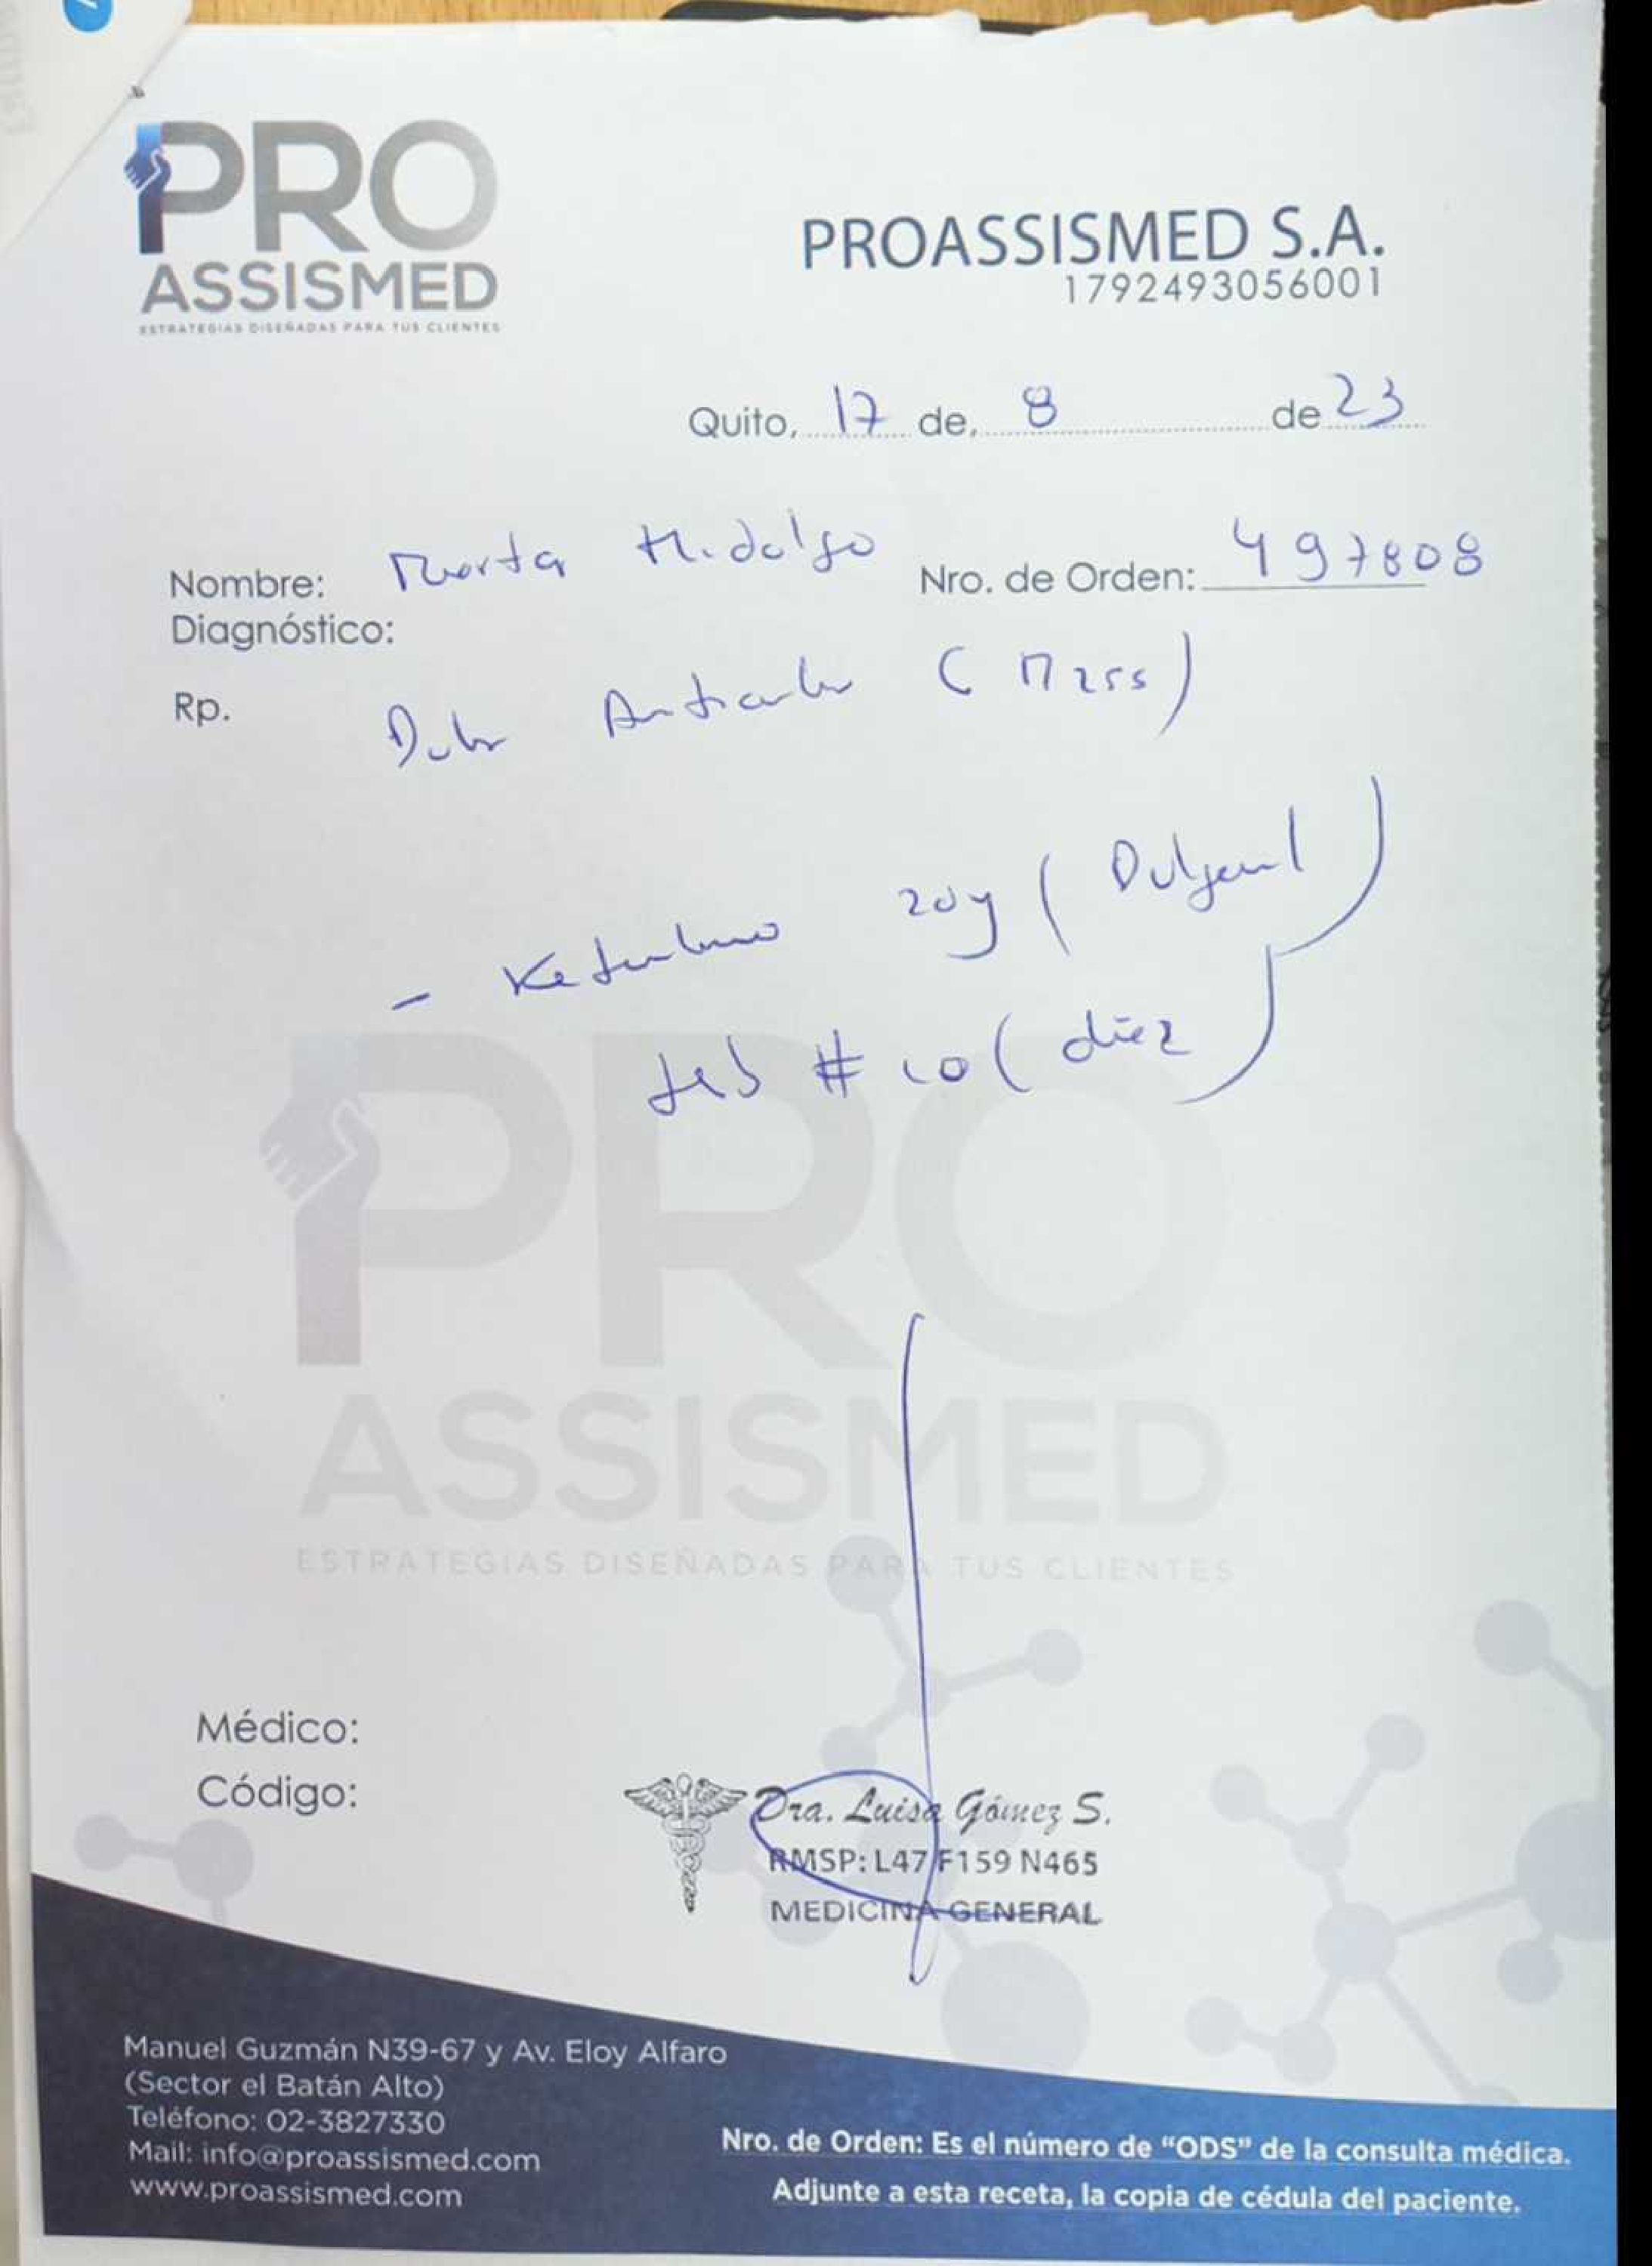 PRO
ASSISMED
ESTRATEGIAS DISEÑADAS PARA TUS CLIENTES
PROASSISMED S.A.
1792493056001
Quito, 17 de, 8 de 23
Nombre: Marta Hidalgo Nro. de Orden: 497808
Diagnóstico:
Rp. Dolor Articular (M255)
- Ketorolaco 20 (
tab # 10 ( diez )
PRO
ASSISMED
ESTRATEGIAS DISEÑADAS PARA TUS CLIENTES
Médico:
Código:
Dra. Luisa Gómez S.
RMSP: L47 F159 N465
MEDICINA GENERAL
Manuel Guzmán N39-67 y Av. Eloy Alfaro
(Sector el Batán Alto)
Teléfono: 02-3827330
Mail: info@proassismed.com
www.proassismed.com
Nro. de Orden: Es el número de “ODS” de la consulta médica.
Adjunte a esta receta, la copia de cédula del paciente.